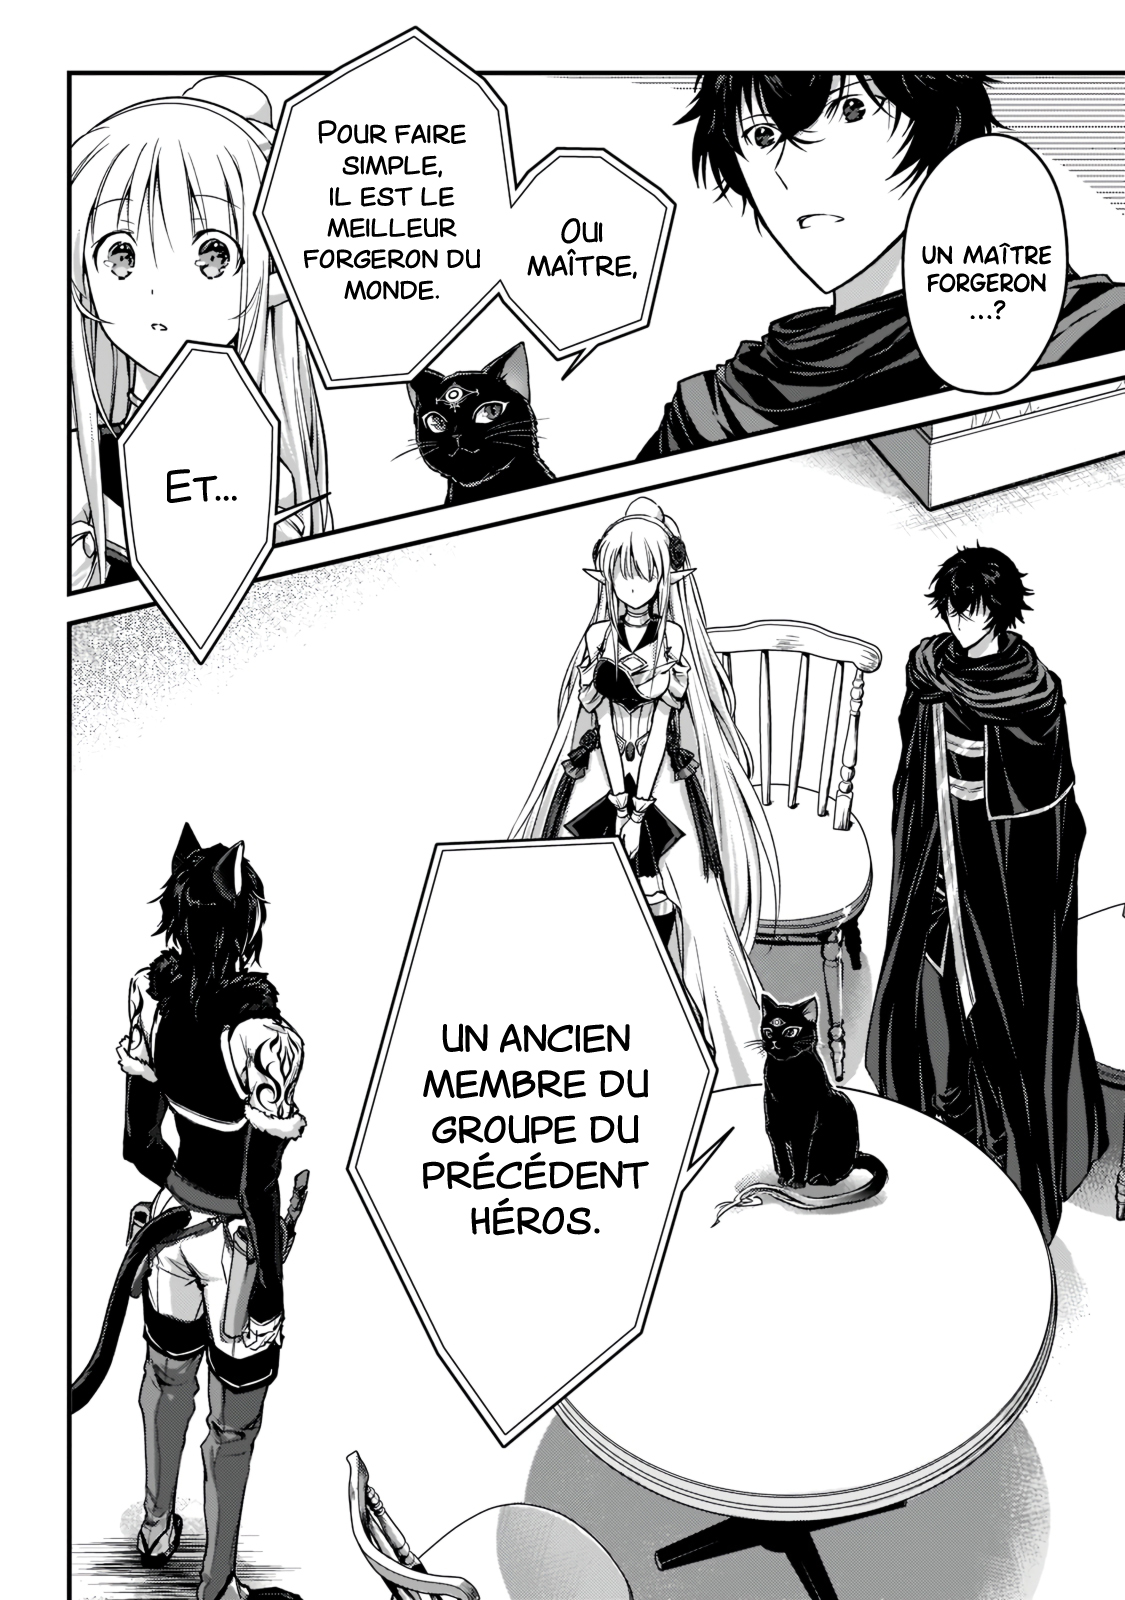 UN MAÎTRE
FORGERON
...?
OUI
MAÎTRE,
POUR FAIRE
SIMPLE,
IL EST LE
MEILLEUR
FORGERON DU
MONDE.
ET...
UN ANCIEN
MEMBRE DU
GROUPE DU
PRÉCÉDENT
HÉROS.